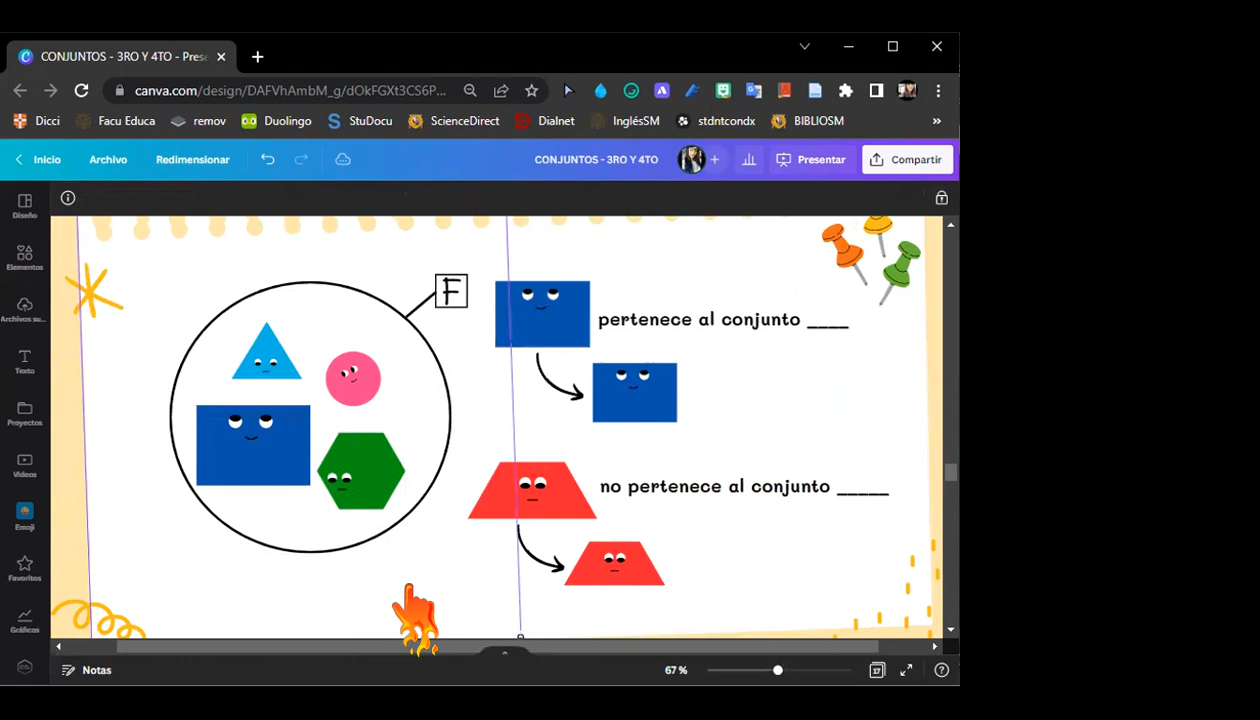 CONJUNTOS - 3RO Y 4TO - Prese
canva.com/design/DAFVhAmbM_g/dOkFGXt3CS6P...
Dicci
Facu Educa
remov
Duolingo
StuDocu
ScienceDirect
Dialnet
InglésSM
stdntcondx
BIBLIOSM
»
Inicio
Archivo
Redimensionar
CONJUNTOS - 3RO Y 4TO
Presentar
Compartir
Diseño
Elementos
Archivos su...
Texto
Proyectos
Videos
Emoji
Favoritos
Gráficos
F
pertenece al conjunto ____
no pertenece al conjunto _____
Notas
67 %
17